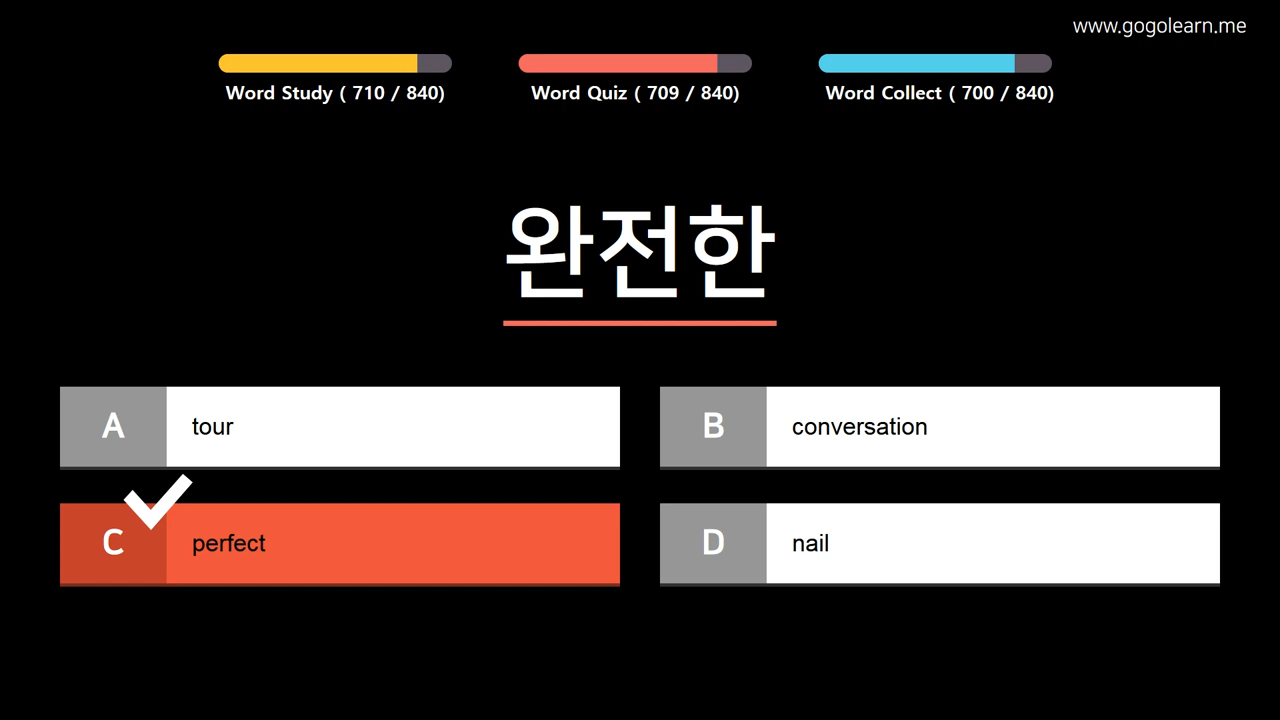 www.gogolearn.me
Word Study ( 710 / 840)
Word Quiz ( 709 / 840)
Word Collect ( 700 / 840)
완전한
A tour
B conversation
C perfect
D nail